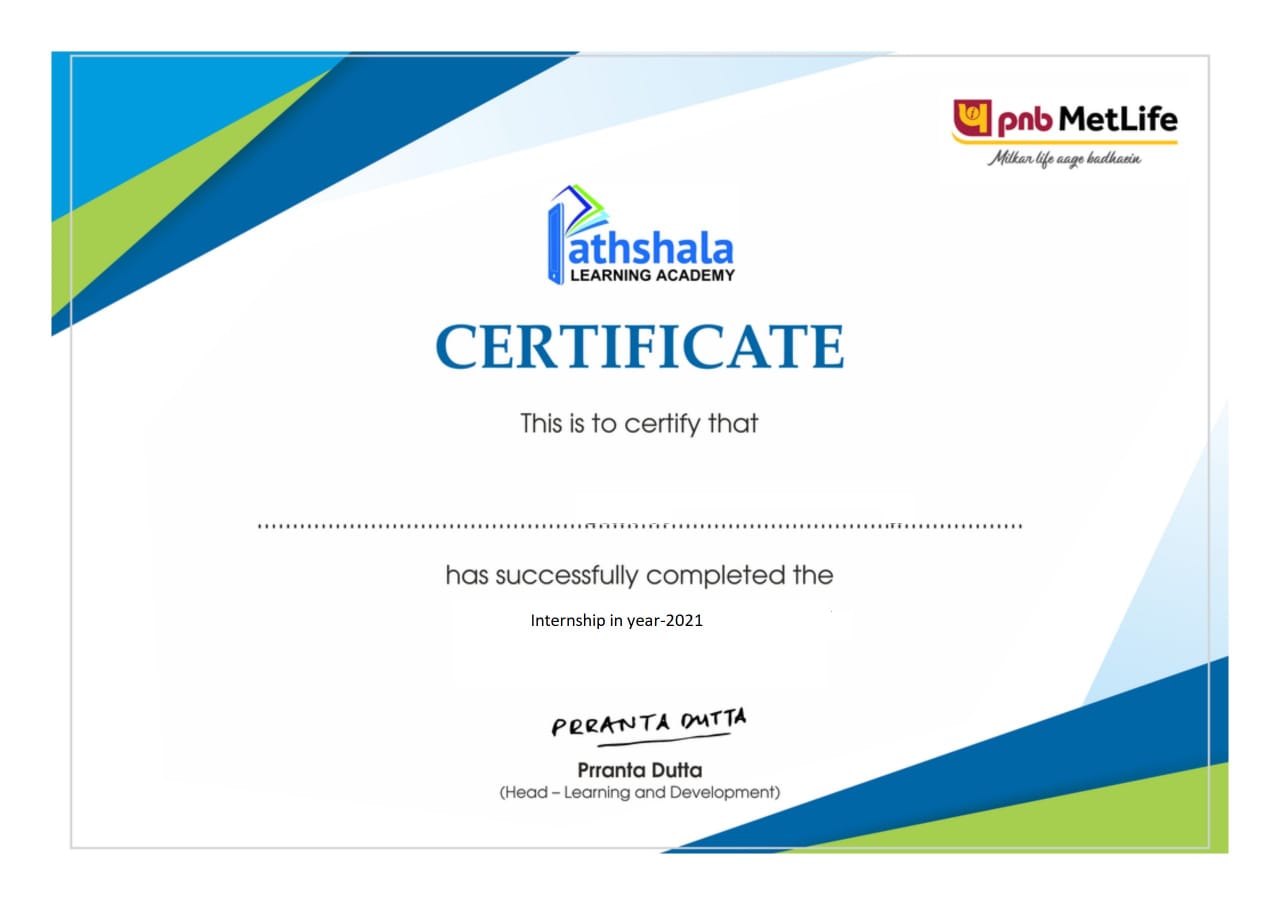 pnb MetLife
Milkar life aage badhaein
Pathshala
LEARNING ACADEMY
CERTIFICATE
This is to certify that
has successfully completed the
Internship in year-2021
PRRANTA DUTTA
Prranta Dutta
(Head – Learning and Development)